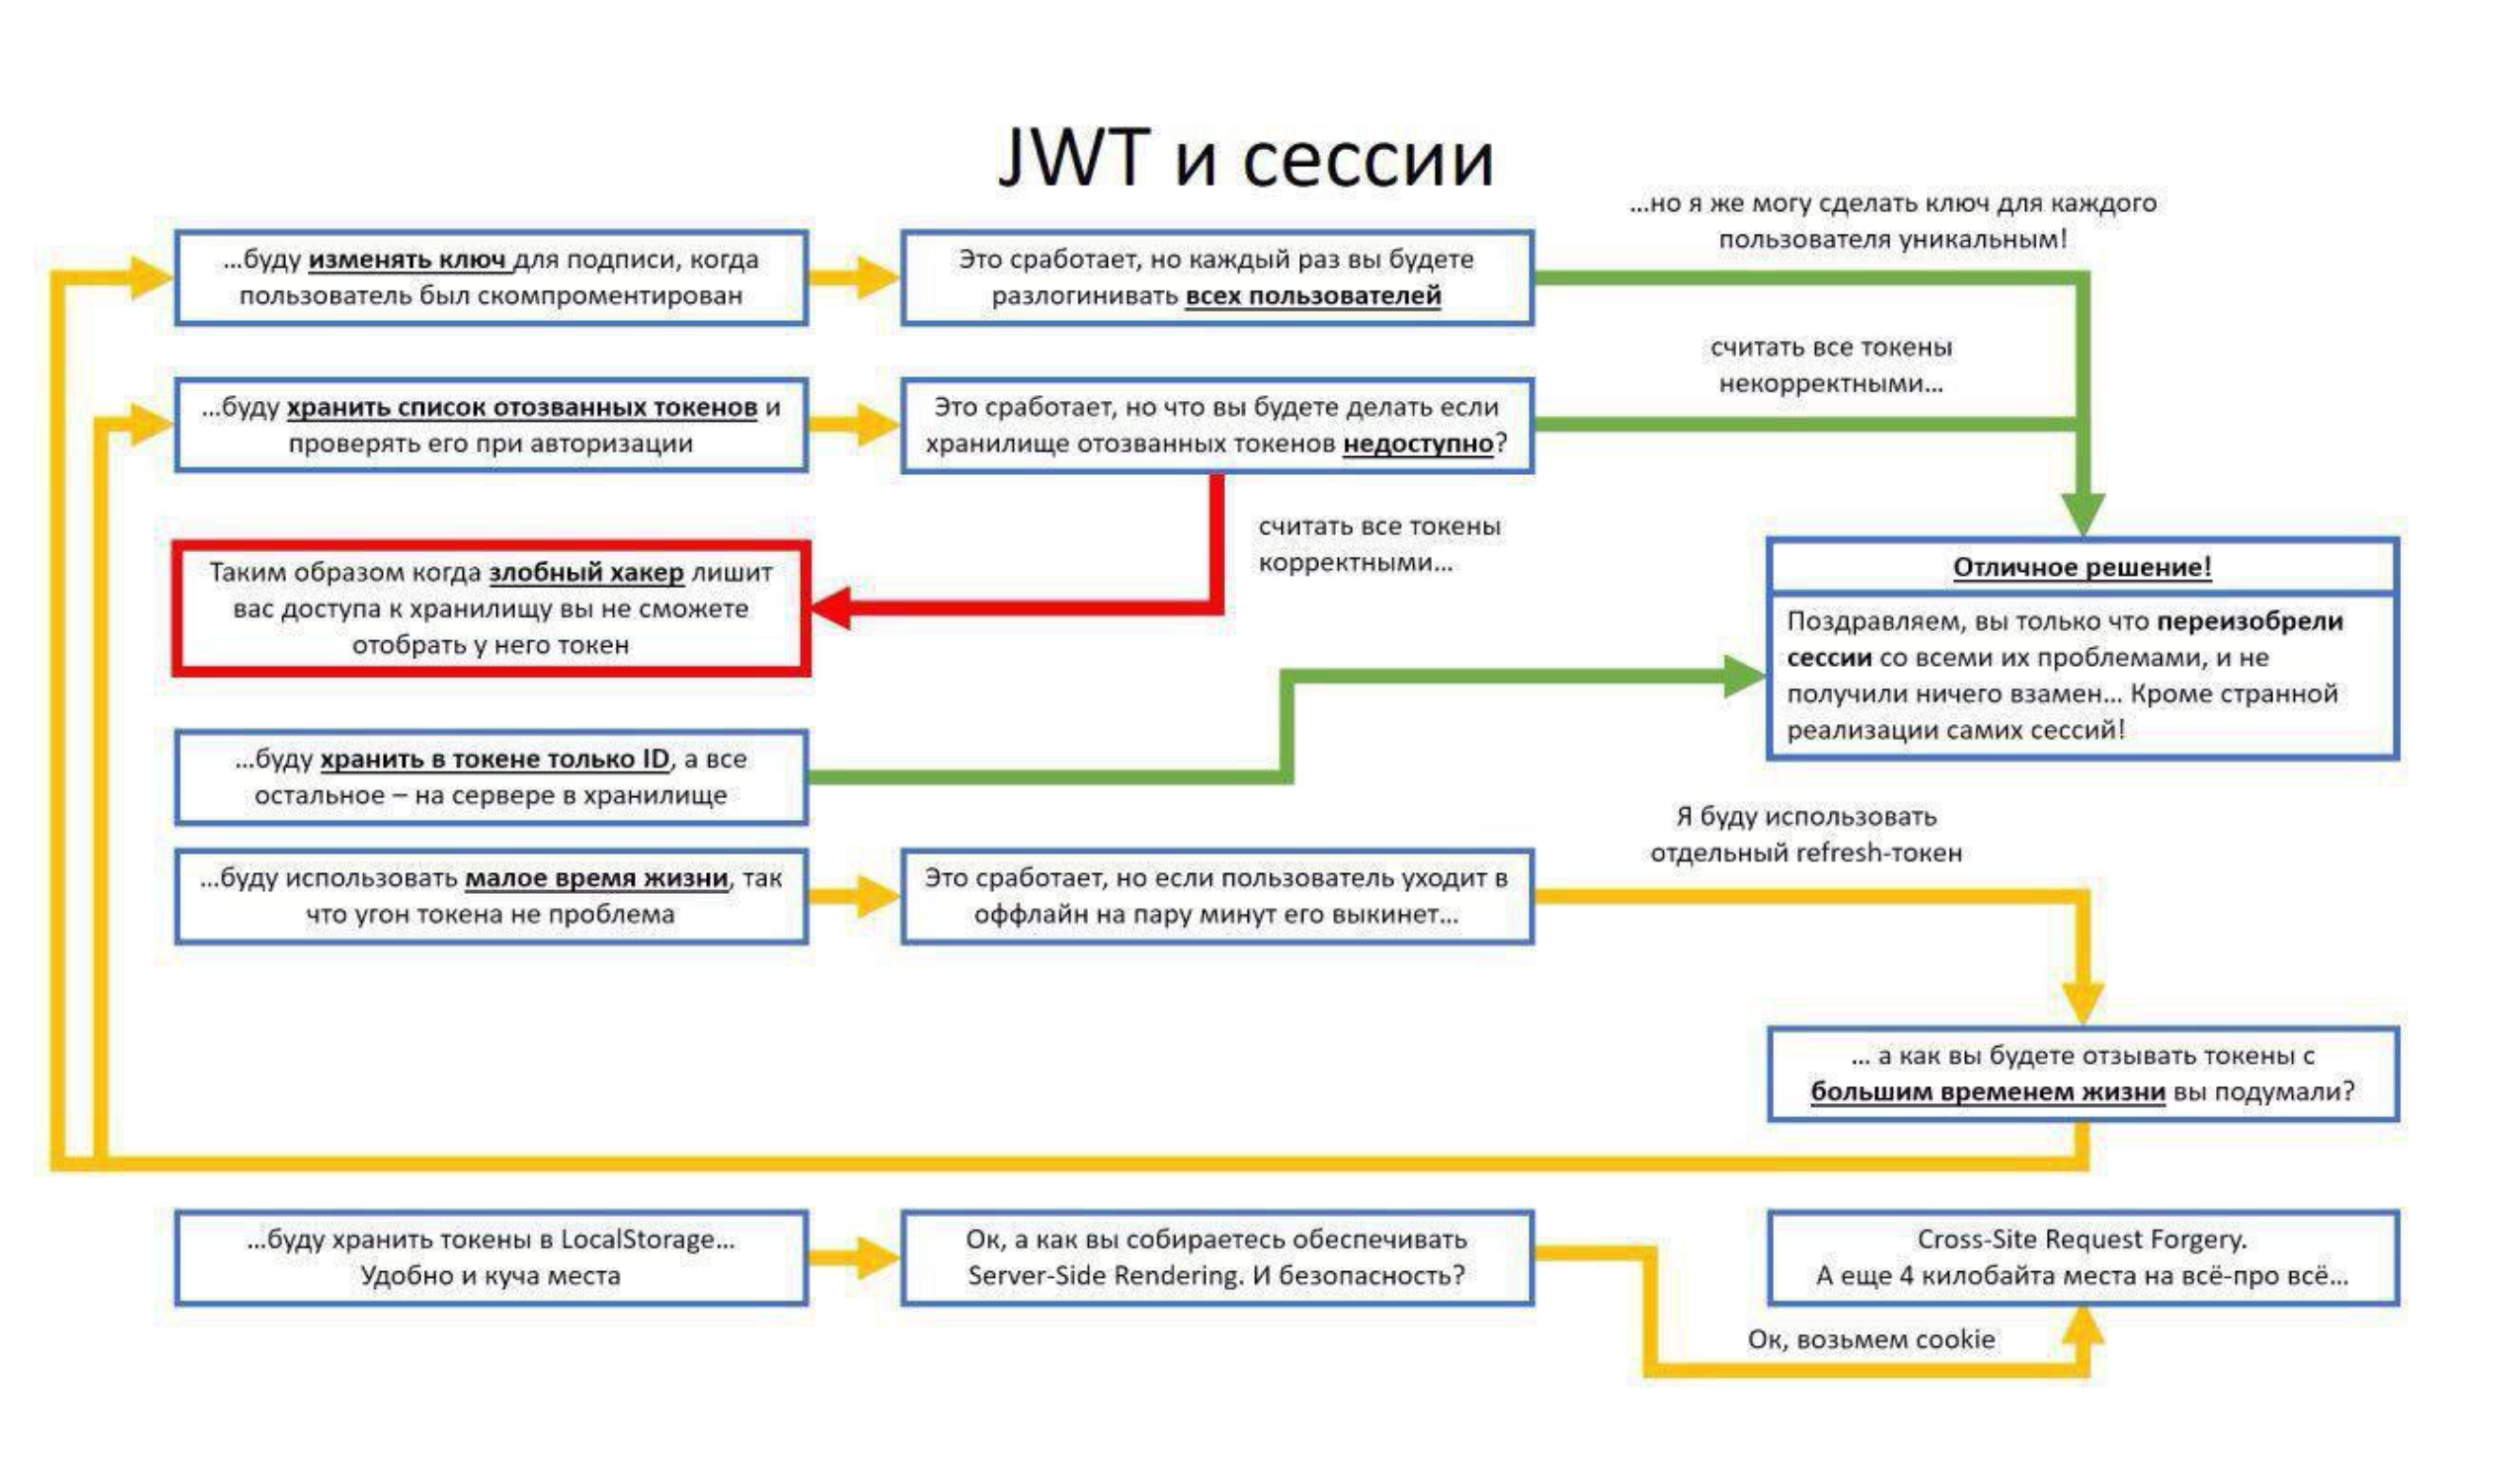 JWT и сессии
...но я же могу сделать ключ для каждого
пользователя уникальным!
...буду изменять ключ для подписи, когда
пользователь был скомпроментирован
Это сработает, но каждый раз вы будете
разлогинивать всех пользователей
считать все токены
некорректными...
...буду хранить список отозванных токенов и
проверять его при авторизации
Это сработает, но что вы будете делать если
хранилище отозванных токенов недоступно?
считать все токены
корректными...
Таким образом когда злобный хакер лишит
вас доступа к хранилищу вы не сможете
отобрать у него токен
Отличное решение!
Поздравляем, вы только что переизобрели
сессии со всеми их проблемами, и не
получили ничего взамен... Кроме странной
реализации самих сессий!
...буду хранить в токене только ID, а все
остальное – на сервере в хранилище
Я буду использовать
отдельный refresh-токен
...буду использовать малое время жизни, так
что угон токена не проблема
Это сработает, но если пользователь уходит в
оффлайн на пару минут его выкинет...
... а как вы будете отзывать токены с
большим временем жизни вы подумали?
...буду хранить токены в LocalStorage...
Удобно и куча места
Ок, а как вы собираетесь обеспечивать
Server-Side Rendering. И безопасность?
Cross-Site Request Forgery.
А еще 4 килобайта места на всё-про всё...
Ок, возьмем cookie